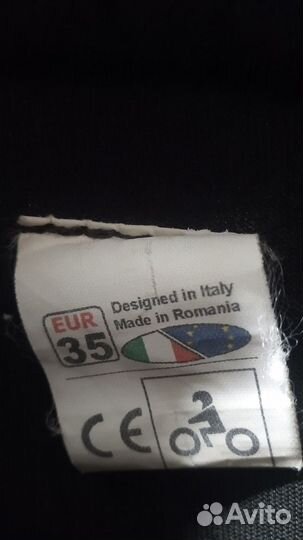 EUR
35
Designed in Italy
Made in Romania
CE
Avito